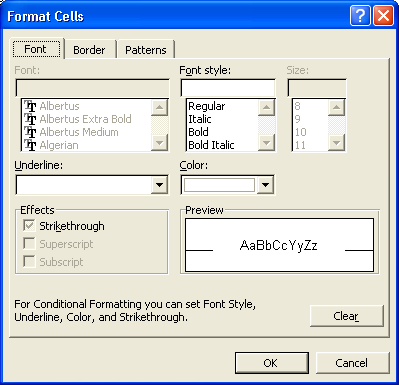 Format Cells
Font
Border
Patterns
Font:
Font style:
Size:
Albertus
Albertus Extra Bold
Albertus Medium
Algerian
Regular
Italic
Bold
Bold Italic
8
9
10
11
Underline:
Color:
Effects
Strikethrough
Superscript
Subscript
Preview
AaBbCcYyZz
For Conditional Formatting you can set Font Style,
Underline, Color, and Strikethrough.
Clear
OK
Cancel